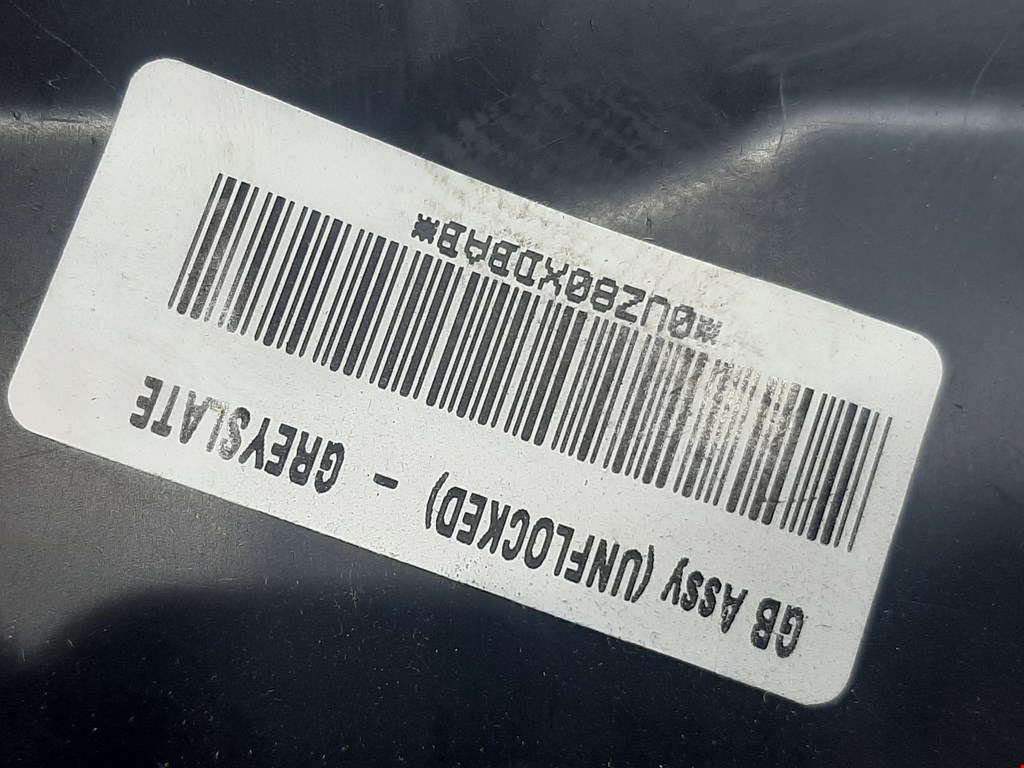 GB ASSY (UNFLOCKED) - GREYSLATE
*0UZ80XDBAB*